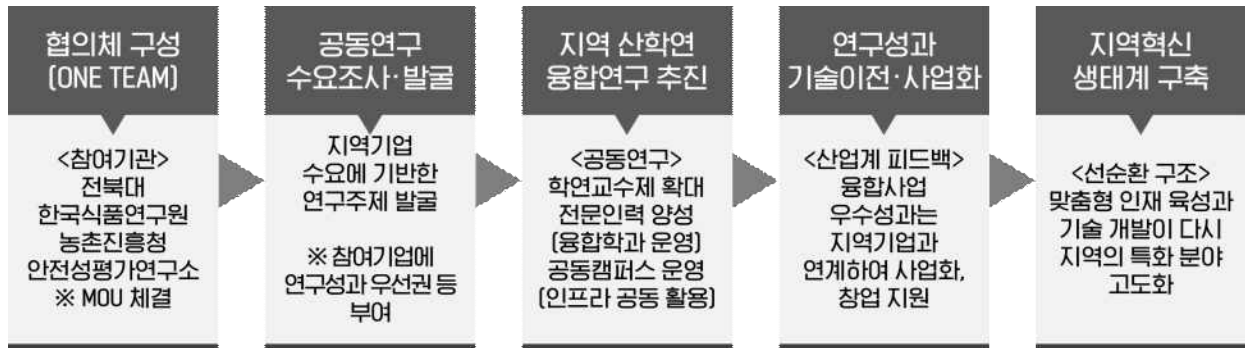 협의체 구성
(ONE TEAM)
<참여기관>
전북대
한국식품연구원
농촌진흥청
안전성평가연구소
※ MOU 체결
공동연구
수요조사·발굴
지역기업
수요에 기반한
연구주제 발굴
※ 참여기업에
연구성과 우선권 등
부여
지역 산학연
융합연구 추진
<공동연구>
학연교수제 확대
전문인력 양성
(융합학과 운영)
공동캠퍼스 운영
(인프라 공동 활용)
연구성과
기술이전·사업화
<산업계 피드백>
융합사업
우수성과는
지역기업과
연계하여 사업화,
창업 지원
지역혁신
생태계 구축
<선순환 구조>
맞춤형 인재 육성과
기술 개발이 다시
지역의 특화 분야
고도화